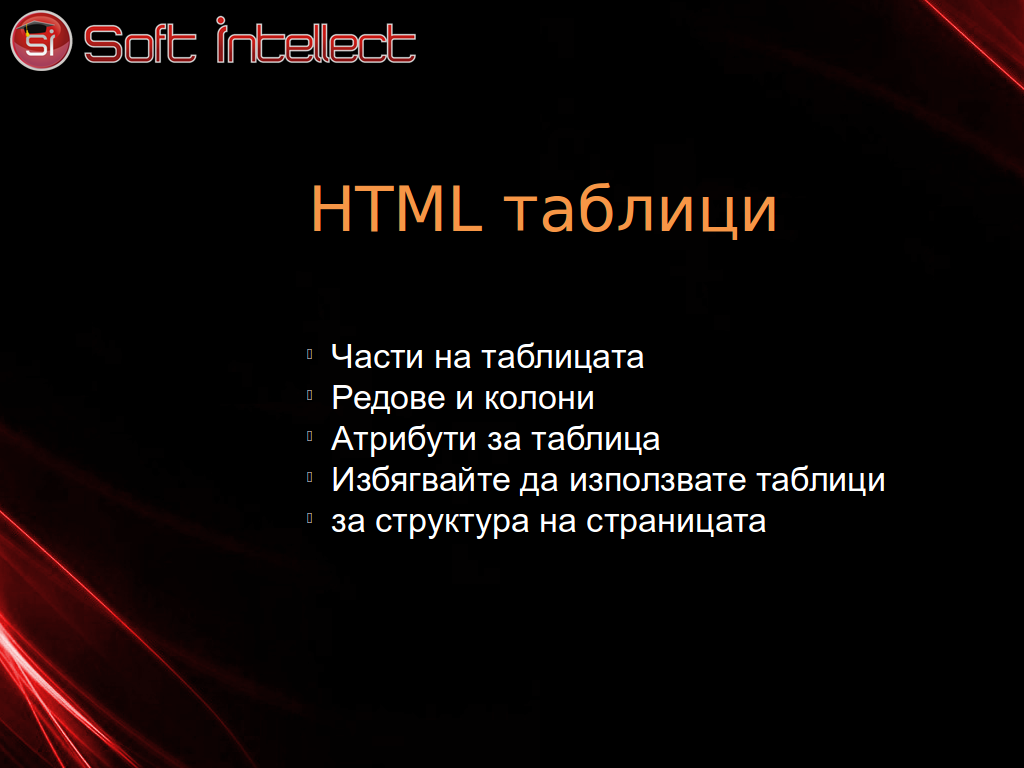 Si Soft Intellect
HTML таблици
Части на таблицата
Редове и колони
Атрибути за таблица
Избягвайте да използвате таблици
за структура на страницата